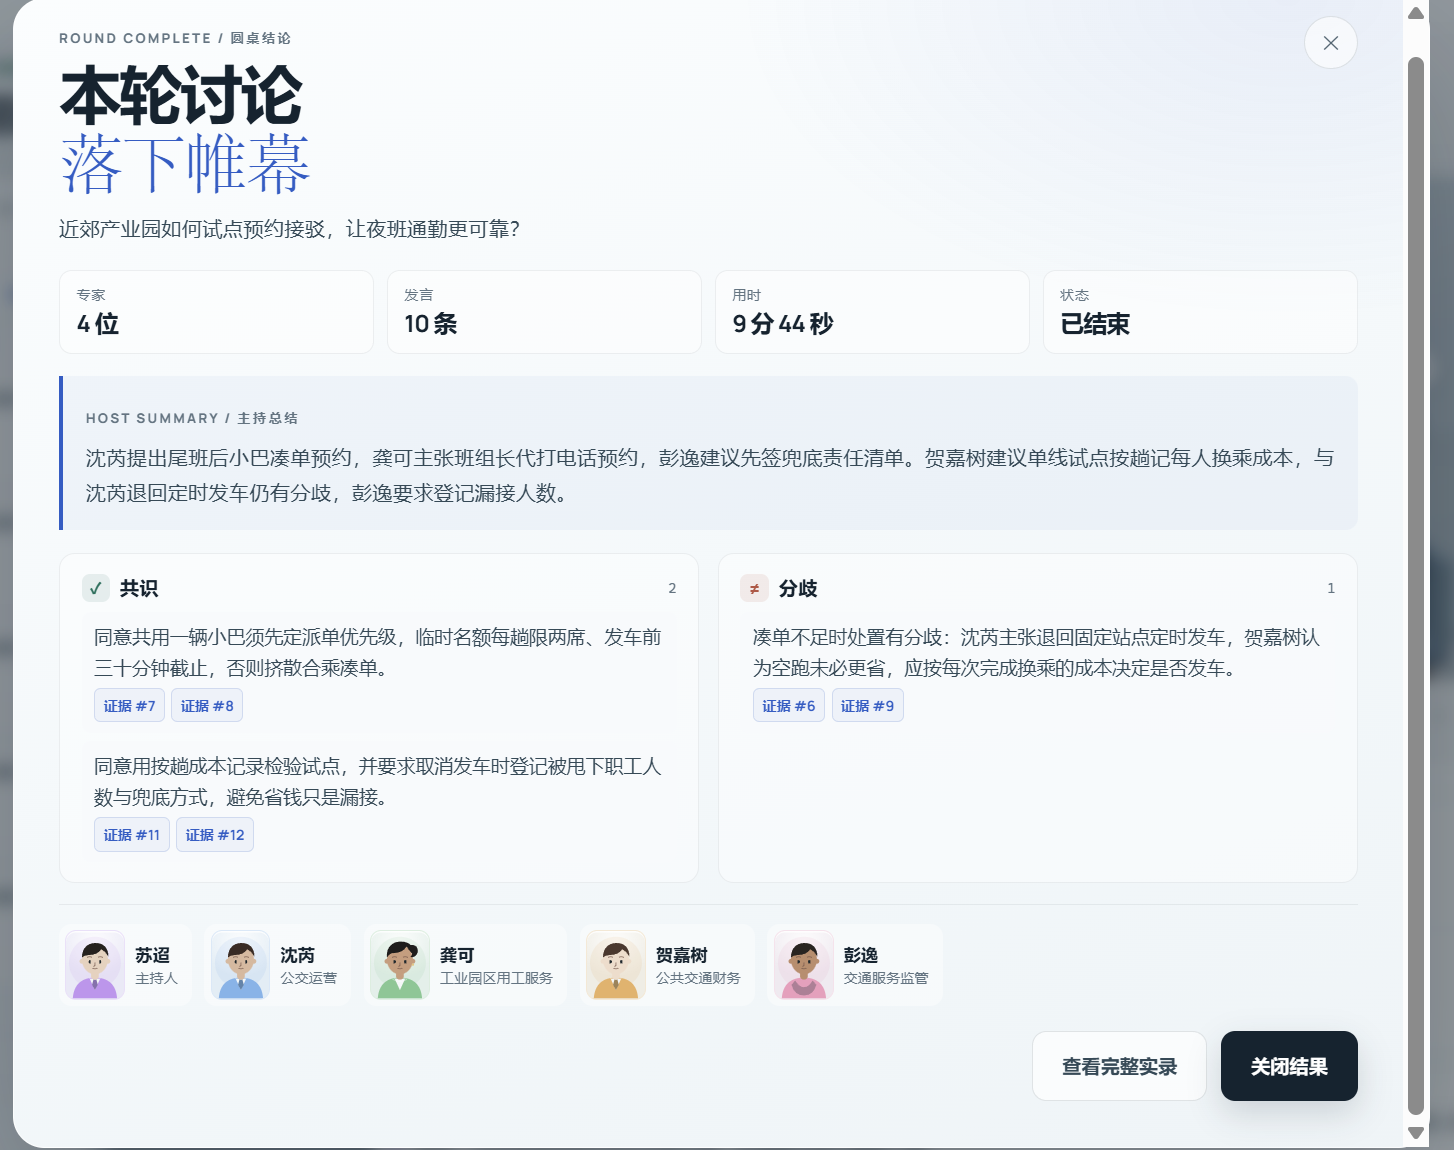 ROUND COMPLETE / 圆桌结论
本轮讨论
落下帷幕
近郊产业园如何试点预约接驳，让夜班通勤更可靠？
专家
4 位
发言
10 条
用时
9 分 44 秒
状态
已结束
HOST SUMMARY / 主持总结
沈芮提出尾班后小巴凑单预约，龚可主张班组长代打电话预约，彭逸建议先签兜底责任清单。贺嘉树建议单线试点按趟记每人换乘成本，与
沈芮退回定时发车仍有分歧，彭逸要求登记漏接人数。
✓ 共识 2
同意共用一辆小巴须先定派单优先级，临时名额每趟限两席、发车前
三十分钟截止，否则挤散合乘凑单。
证据 #7 证据 #8
同意用按趟成本记录检验试点，并要求取消发车时登记被甩下职工人
数与兜底方式，避免省钱只是漏接。
证据 #11 证据 #12
≠ 分歧 1
凑单不足时处置有分歧：沈芮主张退回固定站点定时发车，贺嘉树认
为空跑未必更省，应按每次完成换乘的成本决定是否发车。
证据 #6 证据 #9
苏迢
主持人
沈芮
公交运营
龚可
工业园区用工服务
贺嘉树
公共交通财务
彭逸
交通服务监管
查看完整实录
关闭结果